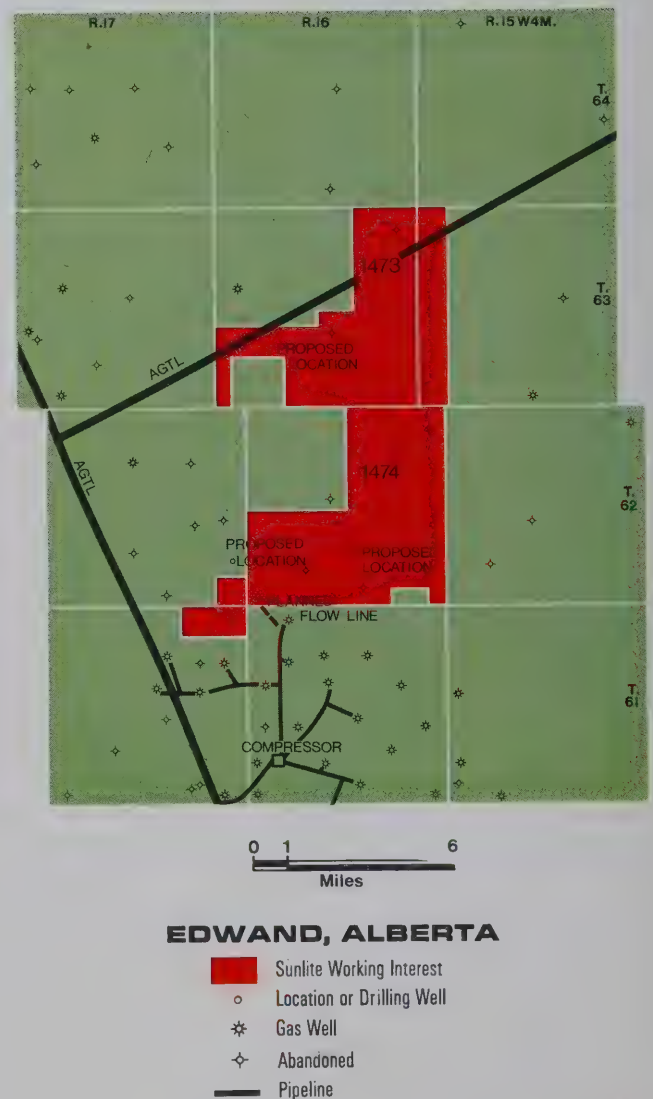 R.17 R.16 R.15 W4M.
T.
64
1473
T.
63
PROPOSED
LOCATION
AGTL
AGTL
1474
T.
62
PROPOSED
LOCATION
PROPOSED
LOCATION
PLANNED
FLOW LINE
T.
61
COMPRESSOR
0 1 6
Miles
EDWAND, ALBERTA
Sunlite Working Interest
Location or Drilling Well
Gas Well
Abandoned
Pipeline